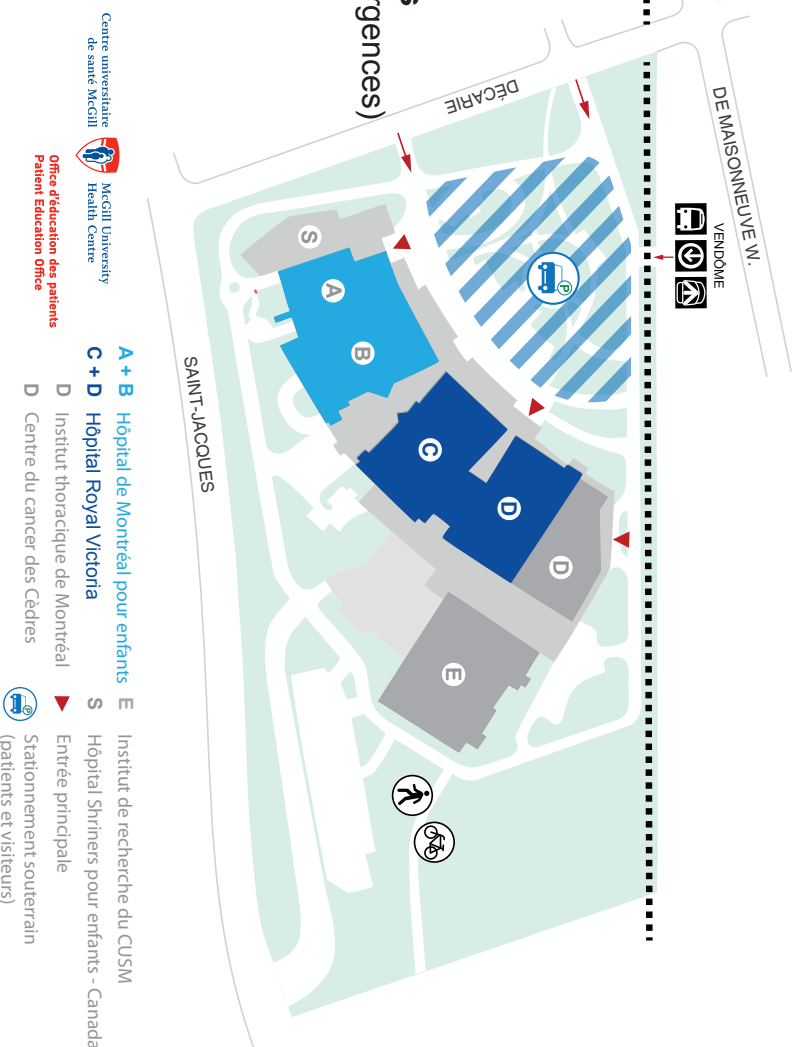 s
rgences)
DE MAISONNEUVE W.
VENDÔME
DÉCARIE
P
S
A
B
C
D
D
E
SAINT-JACQUES
Centre universitaire
de santé McGill
McGill University
Health Centre
Office d'éducation des patients
Patient Education Office
A + B Hôpital de Montréal pour enfants
C + D Hôpital Royal Victoria
D Institut thoracique de Montréal
D Centre du cancer des Cèdres
E Institut de recherche du CUSM
S Hôpital Shriners pour enfants - Canada
Entrée principale
P
Stationnement souterrain
(patients et visiteurs)